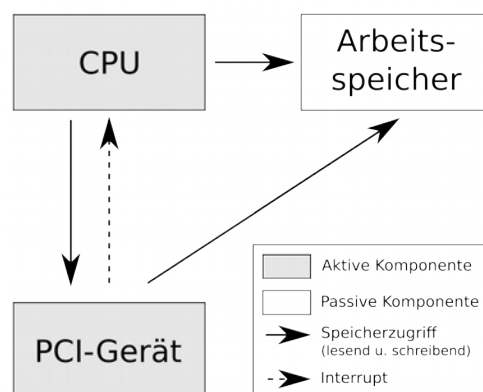 CPU
Arbeits-
speicher
PCI-Gerät
Aktive Komponente
Passive Komponente
Speicherzugriff
(lesend u. schreibend)
Interrupt